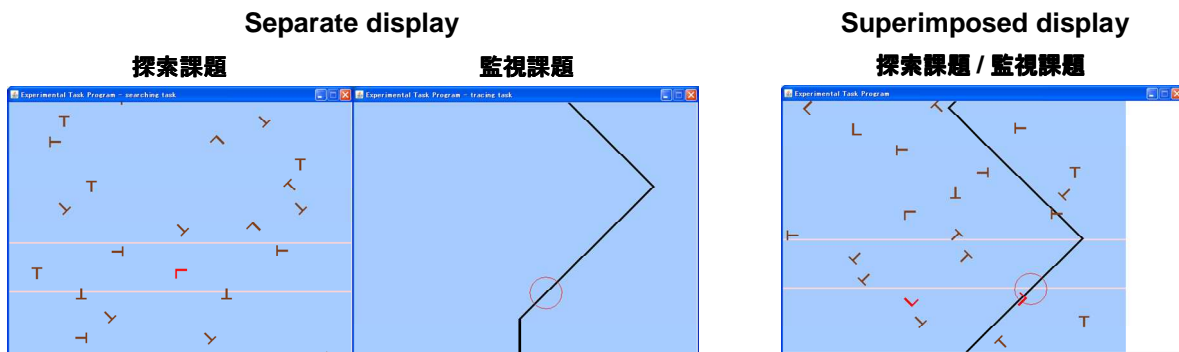 Separate display
Superimposed display
探索課題
監視課題
探索課題 / 監視課題
Experimental Task Program - searching task
Experimental Task Program - tracing task
Experimental Task Program